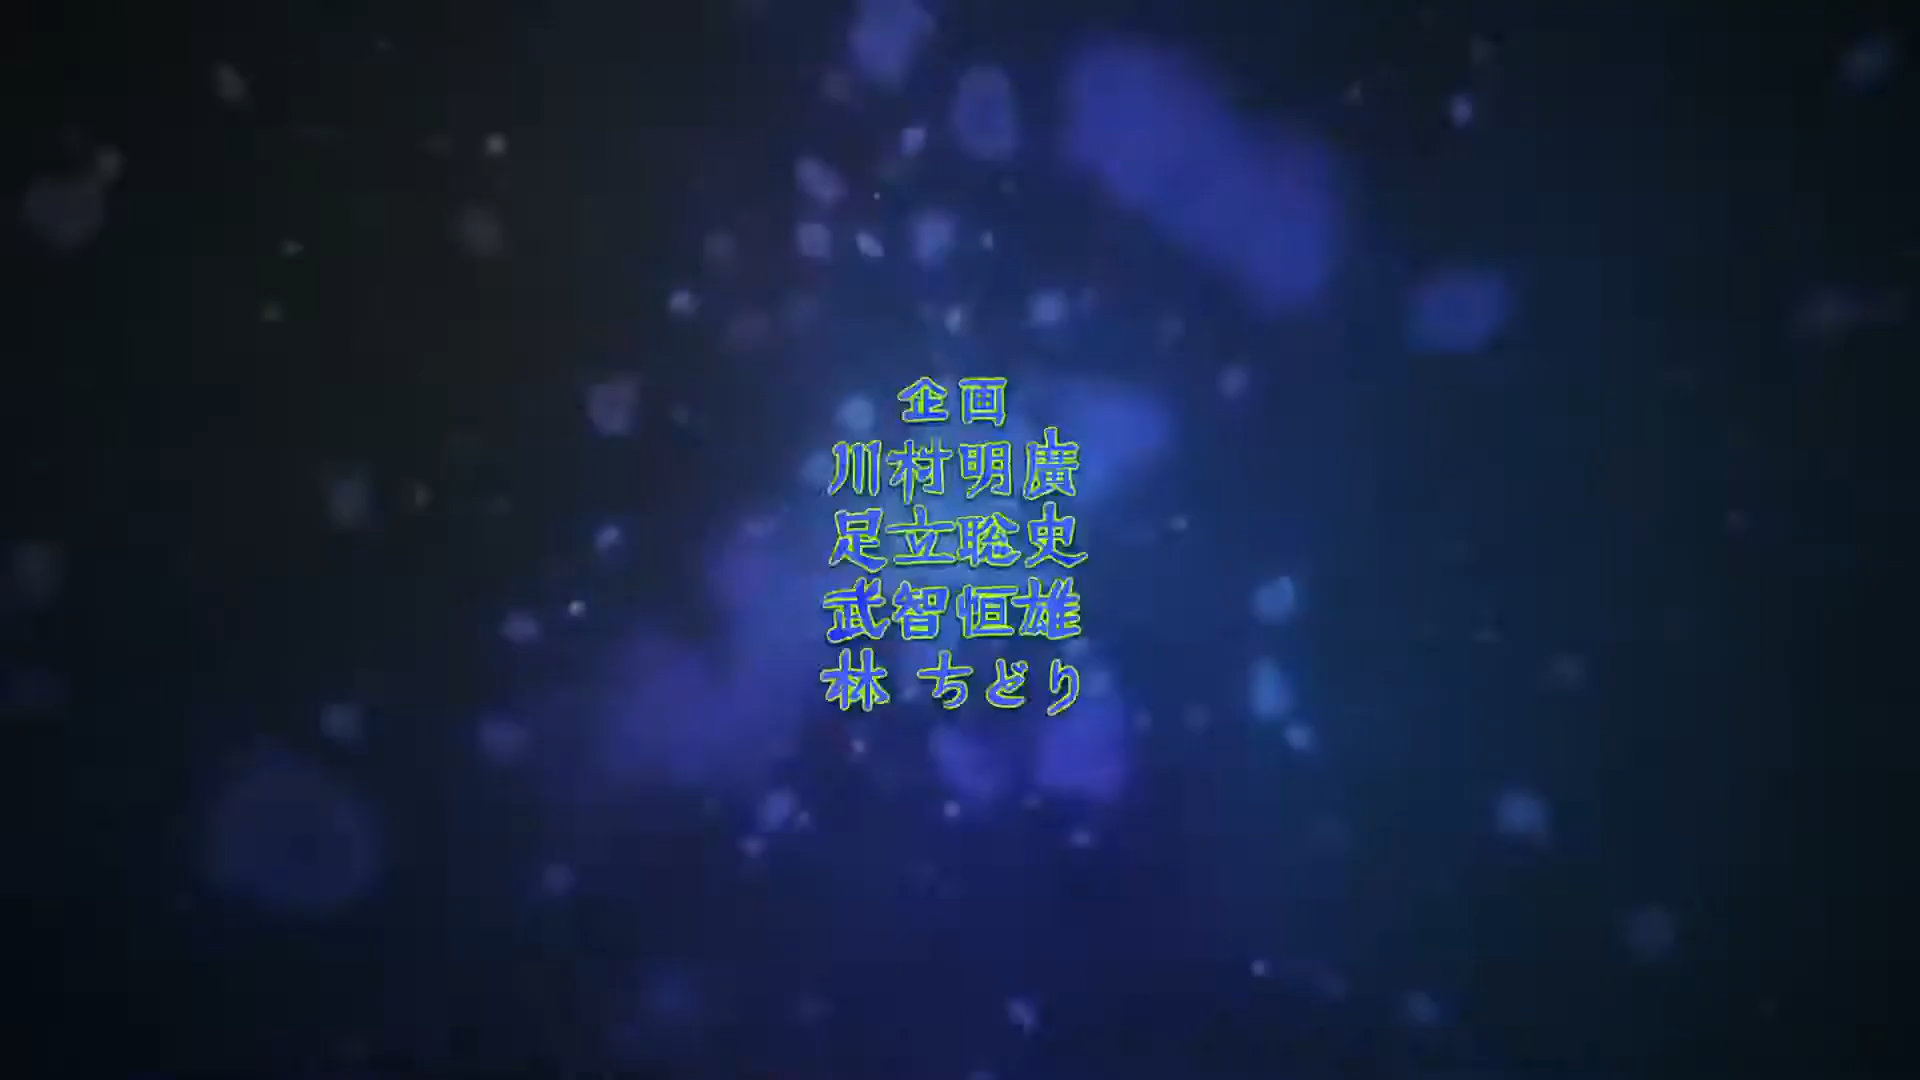 企画
川村明廣
足立聡史
武智恒雄
林 ちどり